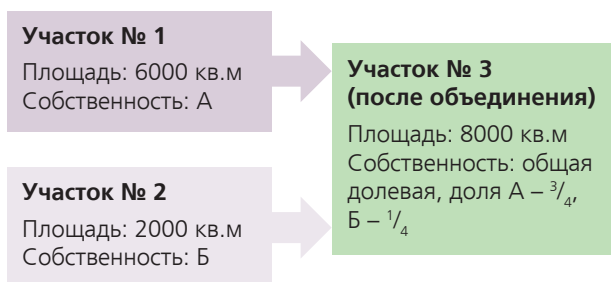 Участок № 1
Площадь: 6000 кв.м
Собственность: А
Участок № 2
Площадь: 2000 кв.м
Собственность: Б
Участок № 3
(после объединения)
Площадь: 8000 кв.м
Собственность: общая
долевая, доля А – 3/4,
Б – 1/4